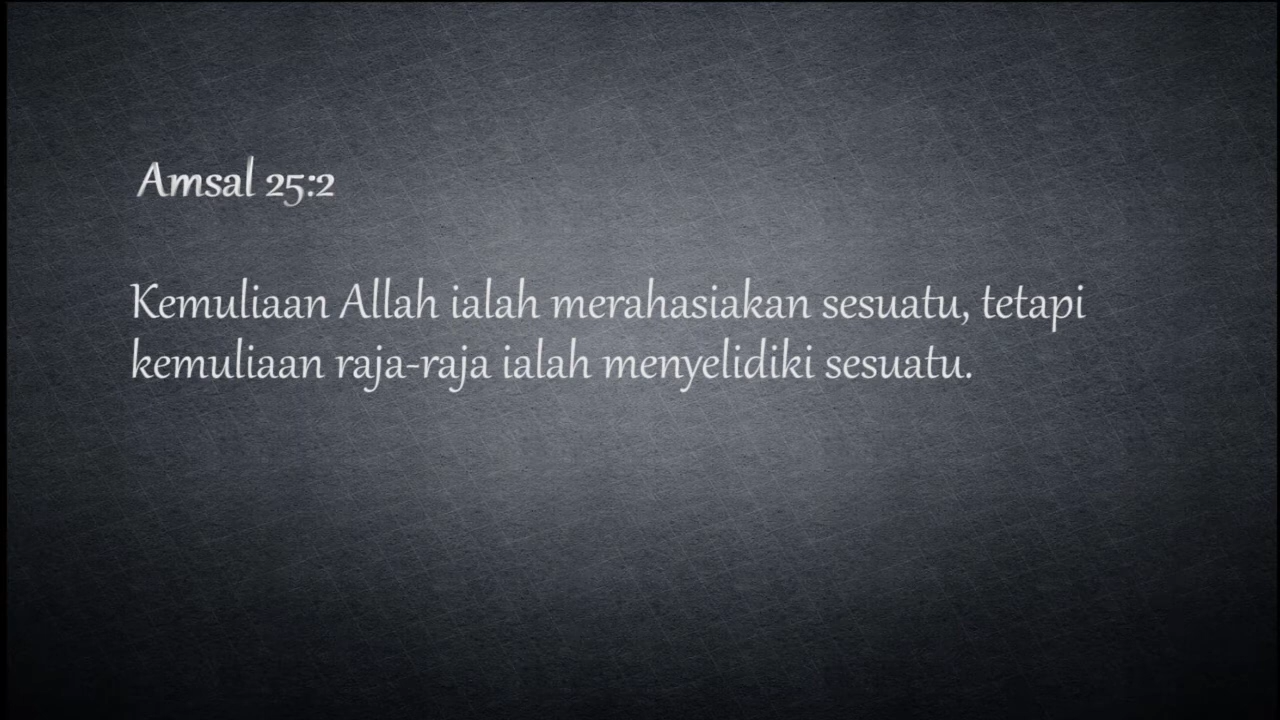 Amsal 25:2
Kemuliaan Allah ialah merahasiakan sesuatu, tetapi
kemuliaan raja-raja ialah menyelidiki sesuatu.